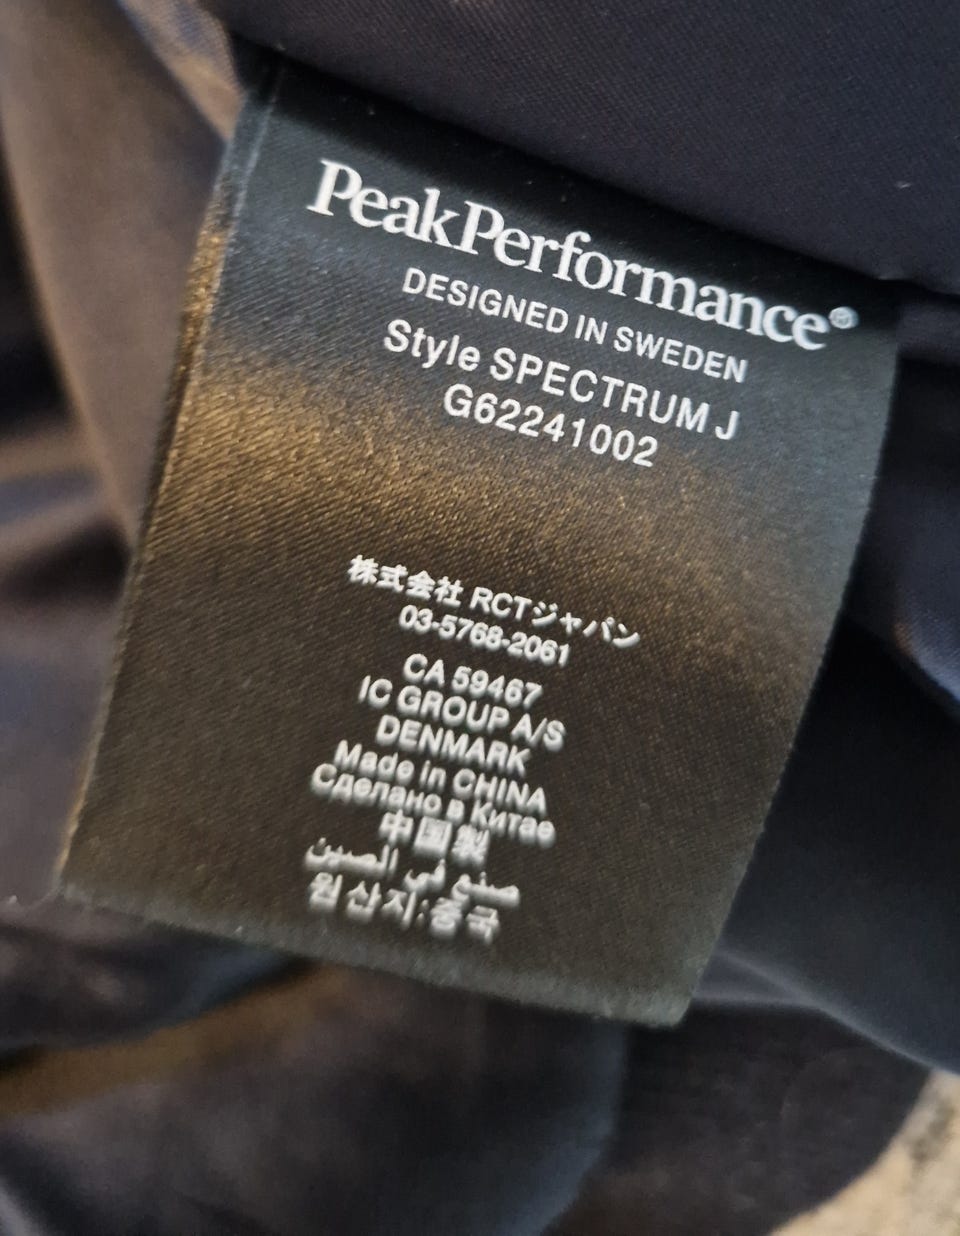 PeakPerformance®
DESIGNED IN SWEDEN
Style SPECTRUM J
G62241002
株式会社 RCTジャパン
03-5768-2061
CA 59467
IC GROUP A/S
DENMARK
Made in CHINA
Сделано в Китае
中国製
صنع في الصين
원산지:중국